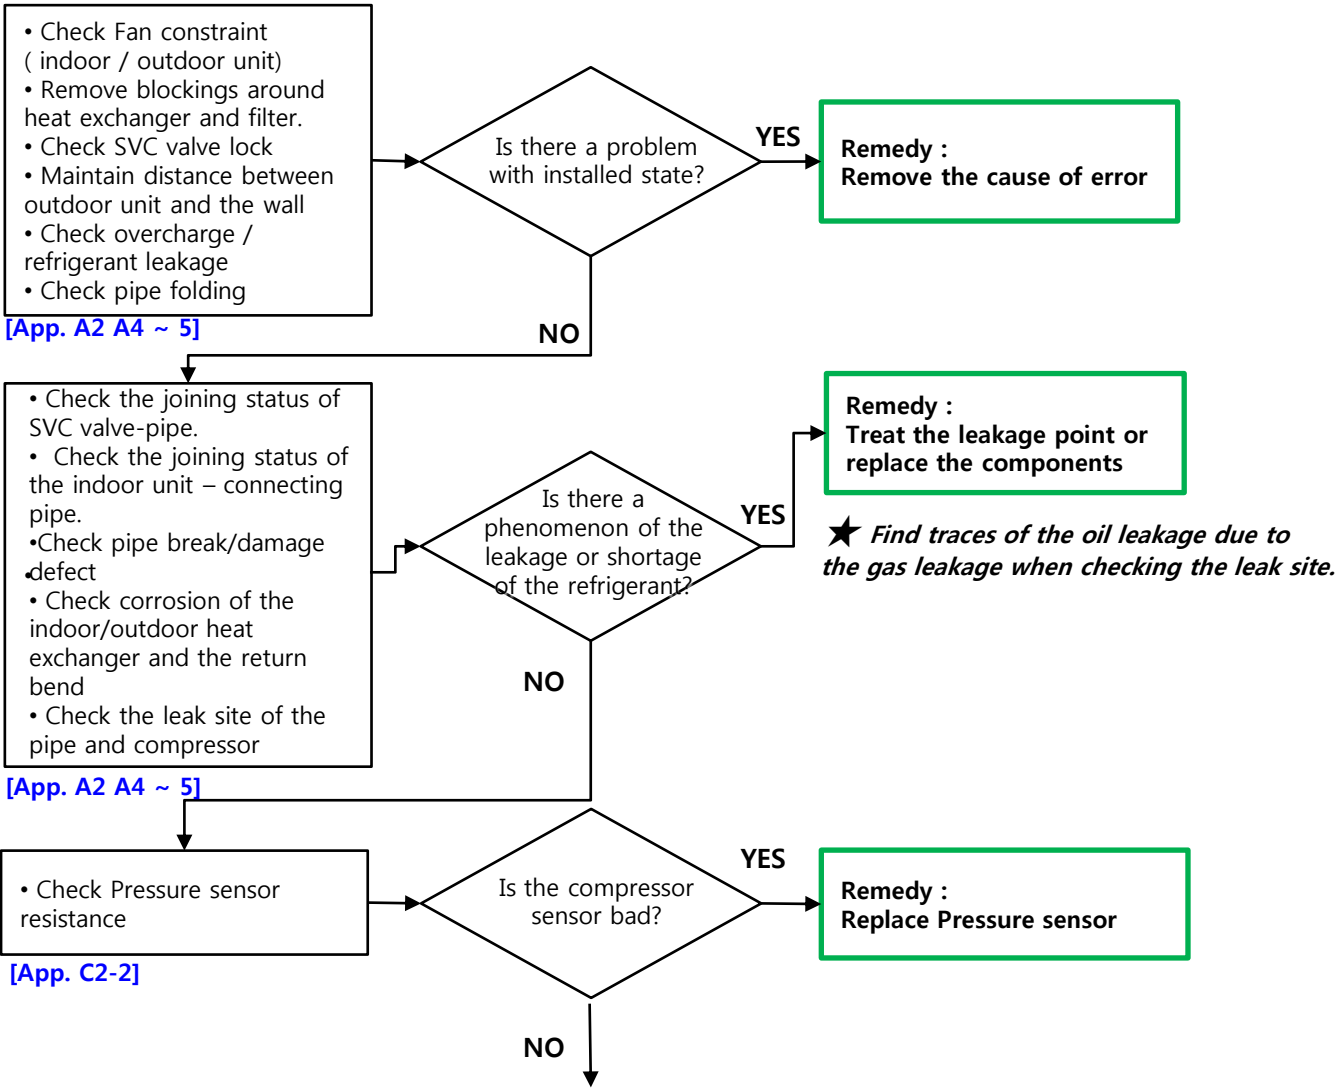 • Check Fan constraint
( indoor / outdoor unit)
• Remove blockings around
heat exchanger and filter.
• Check SVC valve lock
• Maintain distance between
outdoor unit and the wall
• Check overcharge /
refrigerant leakage
• Check pipe folding
[App. A2 A4 ~ 5]
Is there a problem
with installed state?
YES
Remedy :
Remove the cause of error
NO
• Check the joining status of
SVC valve-pipe.
• Check the joining status of
the indoor unit – connecting
pipe.
•Check pipe break/damage
•defect
• Check corrosion of the
indoor/outdoor heat
exchanger and the return
bend
• Check the leak site of the
pipe and compressor
[App. A2 A4 ~ 5]
Is there a
phenomenon of the
leakage or shortage
of the refrigerant?
YES
Remedy :
Treat the leakage point or
replace the components
★ Find traces of the oil leakage due to
the gas leakage when checking the leak site.
NO
• Check Pressure sensor
resistance
[App. C2-2]
Is the compressor
sensor bad?
YES
Remedy :
Replace Pressure sensor
NO